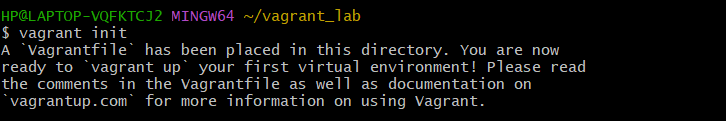 HP@LAPTOP-VQFKTCJ2 MINGW64 ~/vagrant_lab
$ vagrant init
A `Vagrantfile` has been placed in this directory. You are now
ready to `vagrant up` your first virtual environment! Please read
the comments in the Vagrantfile as well as documentation on
`vagrantup.com` for more information on using Vagrant.